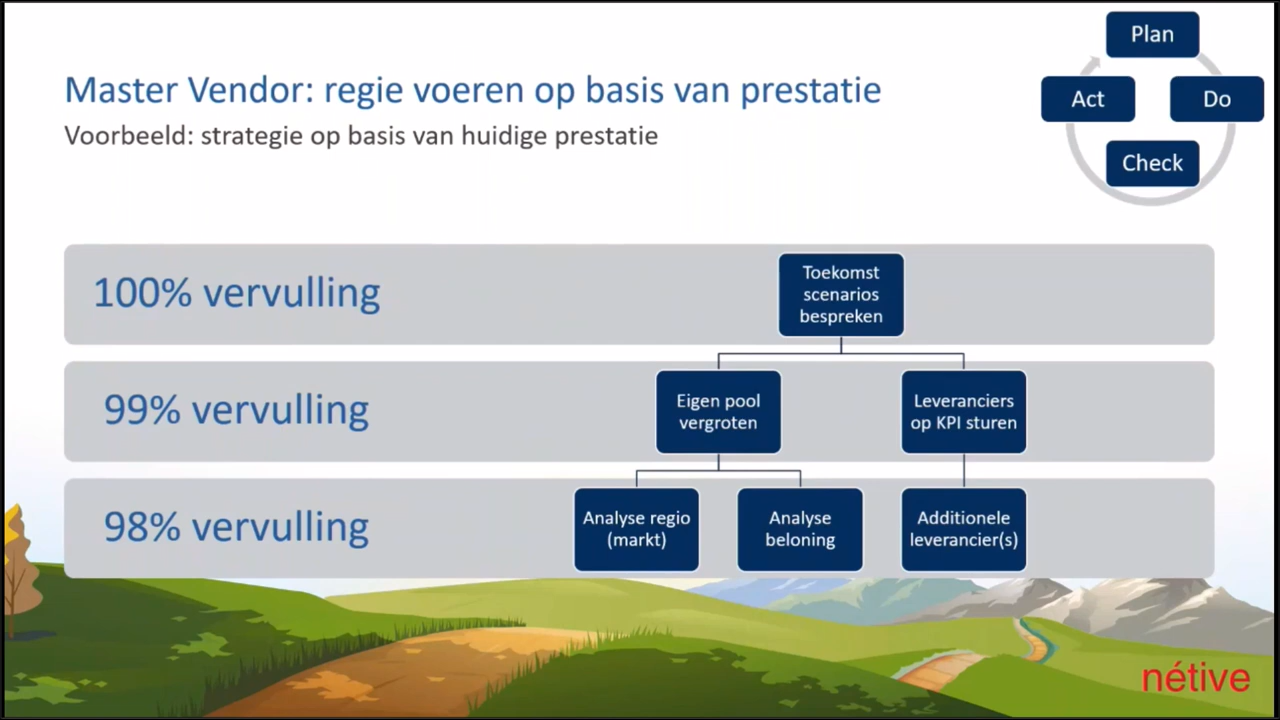 Master Vendor: regie voeren op basis van prestatie
Voorbeeld: strategie op basis van huidige prestatie
Plan
Act
Do
Check
100% vervulling
Toekomst
scenarios
bespreken
99% vervulling
Eigen pool
vergroten
Leveranciers
op KPI sturen
98% vervulling
Analyse regio
(markt)
Analyse
beloning
Additionele
leverancier(s)
nétive